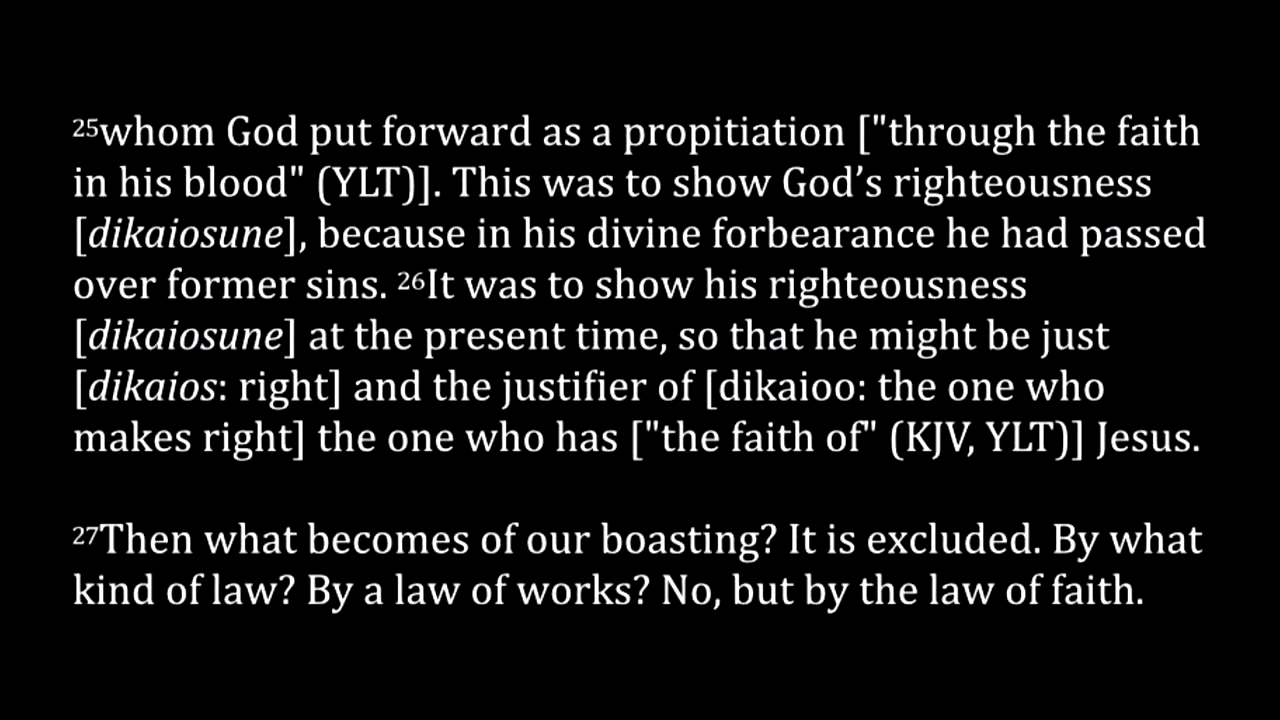 ²⁵whom God put forward as a propitiation ["through the faith
in his blood" (YLT)]. This was to show God’s righteousness
[dikaiosune], because in his divine forbearance he had passed
over former sins. ²⁶It was to show his righteousness
[dikaiosune] at the present time, so that he might be just
[dikaios: right] and the justifier of [dikaioo: the one who
makes right] the one who has ["the faith of" (KJV, YLT)] Jesus.
²⁷Then what becomes of our boasting? It is excluded. By what
kind of law? By a law of works? No, but by the law of faith.